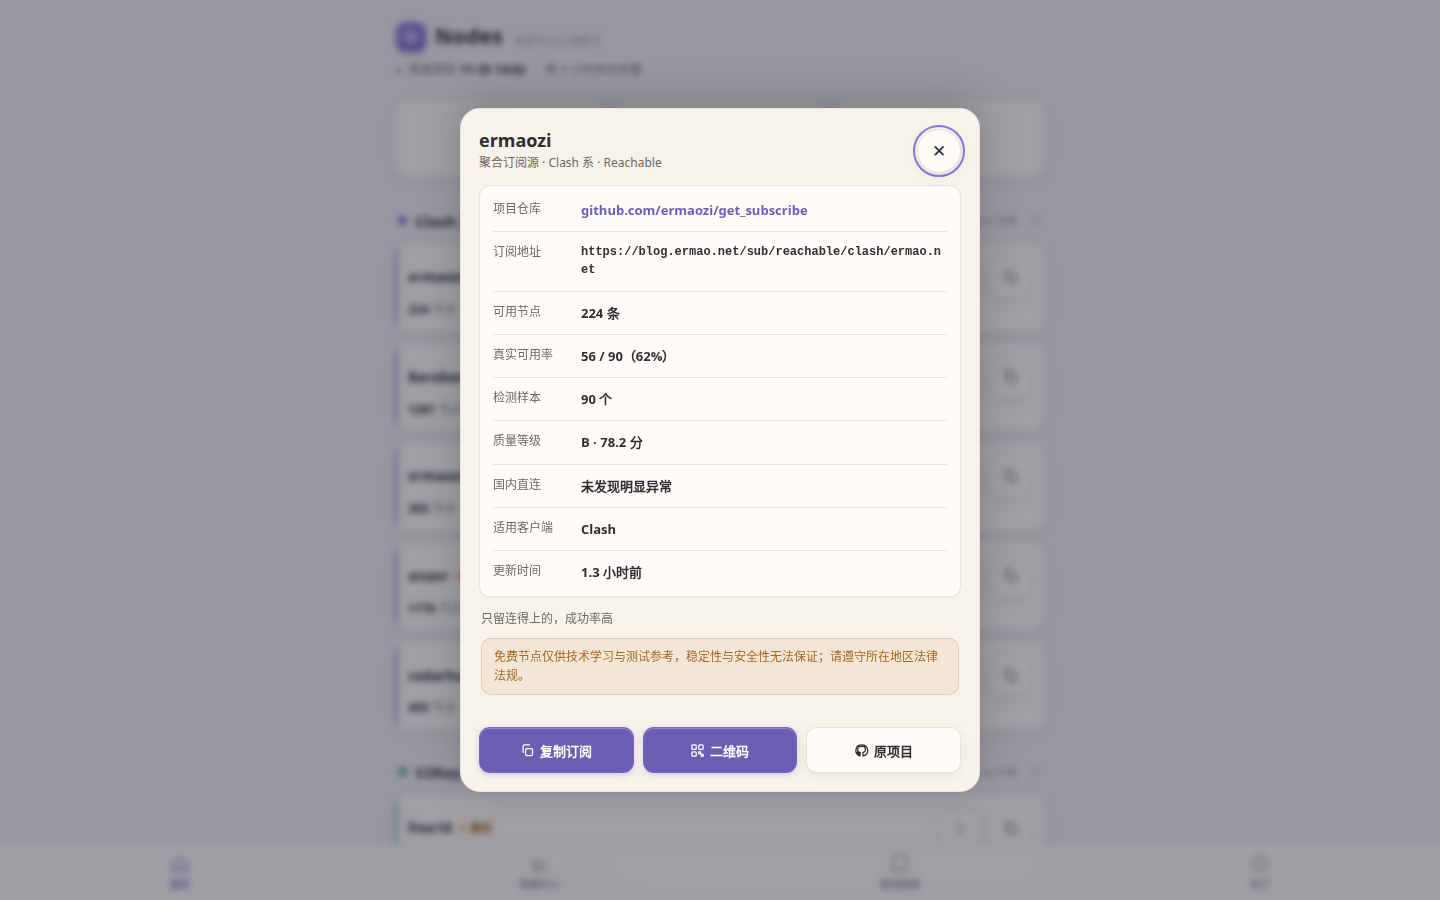 Nodes
ermaozi
聚合订阅源 · Clash 系 · Reachable
项目仓库
github.com/ermaozi/get_subscribe
订阅地址
https://blog.ermao.net/sub/reachable/clash/ermao.n
et
可用节点
224 条
真实可用率
56 / 90（62%）
检测样本
90 个
质量等级
B · 78.2 分
国内直连
未发现明显异常
适用客户端
Clash
更新时间
1.3 小时前
只留连得上的，成功率高
免费节点仅供技术学习与测试参考，稳定性与安全性无法保证；请遵守所在地区法律
法规。
复制订阅
二维码
原项目